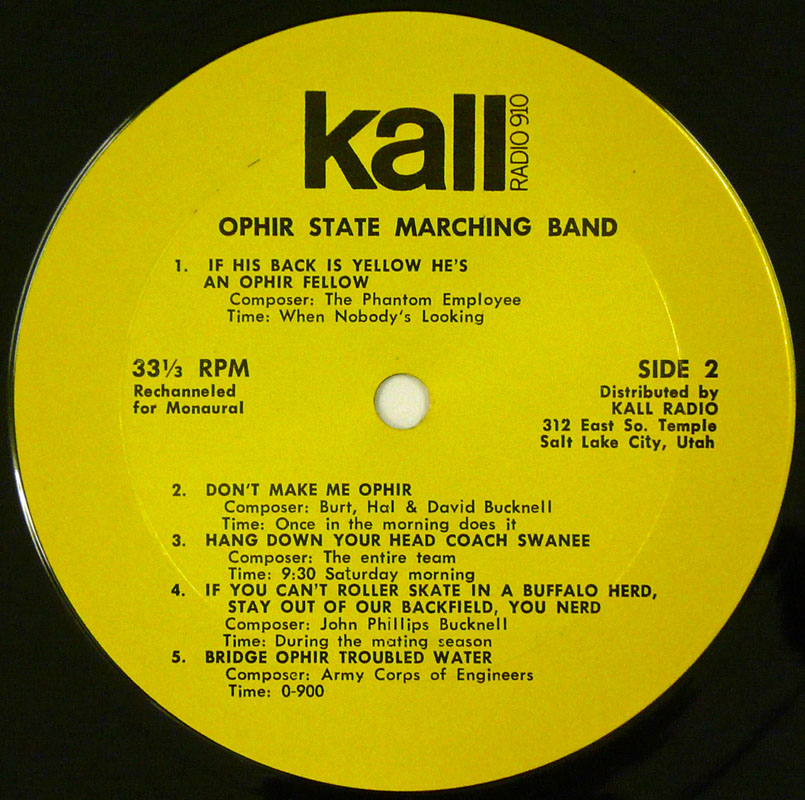 kall
RADIO 910
OPHIR STATE MARCHING BAND
1. IF HIS BACK IS YELLOW HE'S
AN OPHIR FELLOW
Composer: The Phantom Employee
Time: When Nobody's Looking
33⅓ RPM
Rechanneled
for Monaural
SIDE 2
Distributed by
KALL RADIO
312 East So. Temple
Salt Lake City, Utah
2. DON'T MAKE ME OPHIR
Composer: Burt, Hal & David Bucknell
Time: Once in the morning does it
3. HANG DOWN YOUR HEAD COACH SWANEE
Composer: The entire team
Time: 9:30 Saturday morning
4. IF YOU CAN'T ROLLER SKATE IN A BUFFALO HERD,
STAY OUT OF OUR BACKFIELD, YOU NERD
Composer: John Phillips Bucknell
Time: During the mating season
5. BRIDGE OPHIR TROUBLED WATER
Composer: Army Corps of Engineers
Time: 0-900